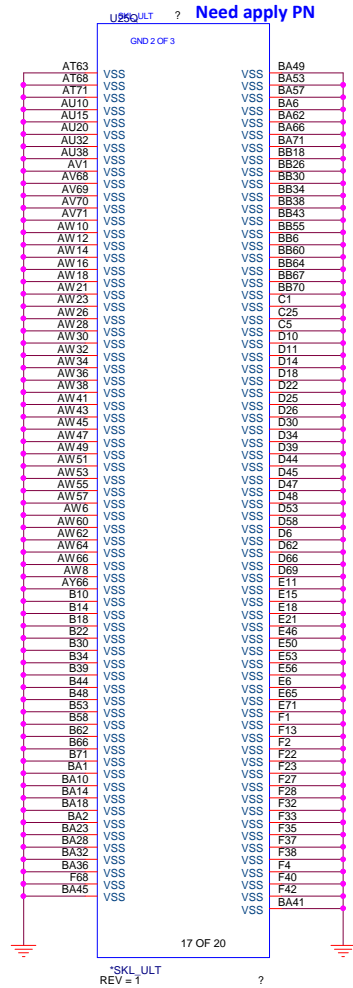 U25Q SKL_ULT ? Need apply PN
GND 2 OF 3
AT63 VSS VSS BA49
AT68 VSS VSS BA53
AT71 VSS VSS BA57
AU10 VSS VSS BA6
AU15 VSS VSS BA62
AU20 VSS VSS BA66
AU32 VSS VSS BA71
AU38 VSS VSS BB18
AV1 VSS VSS BB26
AV68 VSS VSS BB30
AV69 VSS VSS BB34
AV70 VSS VSS BB38
AV71 VSS VSS BB43
AW10 VSS VSS BB55
AW12 VSS VSS BB6
AW14 VSS VSS BB60
AW16 VSS VSS BB64
AW18 VSS VSS BB67
AW21 VSS VSS BB70
AW23 VSS VSS C1
AW26 VSS VSS C25
AW28 VSS VSS C5
AW30 VSS VSS D10
AW32 VSS VSS D11
AW34 VSS VSS D14
AW36 VSS VSS D18
AW38 VSS VSS D22
AW41 VSS VSS D25
AW43 VSS VSS D26
AW45 VSS VSS D30
AW47 VSS VSS D34
AW49 VSS VSS D39
AW51 VSS VSS D44
AW53 VSS VSS D45
AW55 VSS VSS D47
AW57 VSS VSS D48
AW6 VSS VSS D53
AW60 VSS VSS D58
AW62 VSS VSS D6
AW64 VSS VSS D62
AW66 VSS VSS D66
AW8 VSS VSS D69
AY66 VSS VSS E11
B10 VSS VSS E15
B14 VSS VSS E18
B18 VSS VSS E21
B22 VSS VSS E46
B30 VSS VSS E50
B34 VSS VSS E53
B39 VSS VSS E56
B44 VSS VSS E6
B48 VSS VSS E65
B53 VSS VSS E71
B58 VSS VSS F1
B62 VSS VSS F13
B66 VSS VSS F2
B71 VSS VSS F22
BA1 VSS VSS F23
BA10 VSS VSS F27
BA14 VSS VSS F28
BA18 VSS VSS F32
BA2 VSS VSS F33
BA23 VSS VSS F35
BA28 VSS VSS F37
BA32 VSS VSS F38
BA36 VSS VSS F4
F68 VSS VSS F40
BA45 VSS VSS F42
VSS BA41
17 OF 20
*SKL_ULT
REV = 1 ?